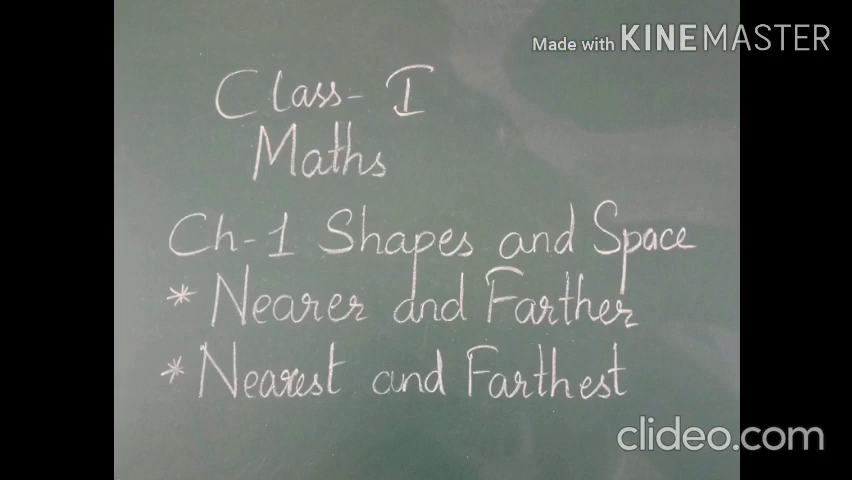 Made with KINEMASTER
Class - I
Maths
Ch-1 Shapes and Space
* Nearer and Farther
* Nearest and Farthest
clideo.com